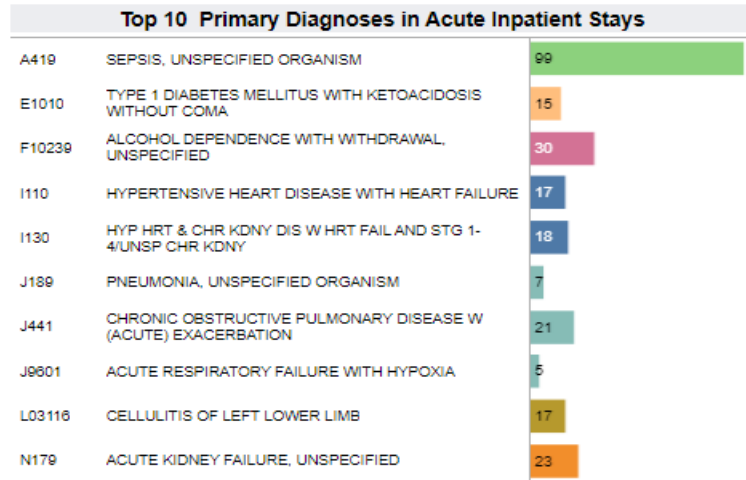 Top 10 Primary Diagnoses in Acute Inpatient Stays
A419 SEPSIS, UNSPECIFIED ORGANISM 99
E1010 TYPE 1 DIABETES MELLITUS WITH KETOACIDOSIS
WITHOUT COMA 15
F10239 ALCOHOL DEPENDENCE WITH WITHDRAWAL,
UNSPECIFIED 30
I110 HYPERTENSIVE HEART DISEASE WITH HEART FAILURE 17
I130 HYP HRT & CHR KDNY DIS W HRT FAIL AND STG 1-
4/UNSP CHR KDNY 18
J189 PNEUMONIA, UNSPECIFIED ORGANISM 7
J441 CHRONIC OBSTRUCTIVE PULMONARY DISEASE W
(ACUTE) EXACERBATION 21
J9601 ACUTE RESPIRATORY FAILURE WITH HYPOXIA 5
L03116 CELLULITIS OF LEFT LOWER LIMB 17
N179 ACUTE KIDNEY FAILURE, UNSPECIFIED 23